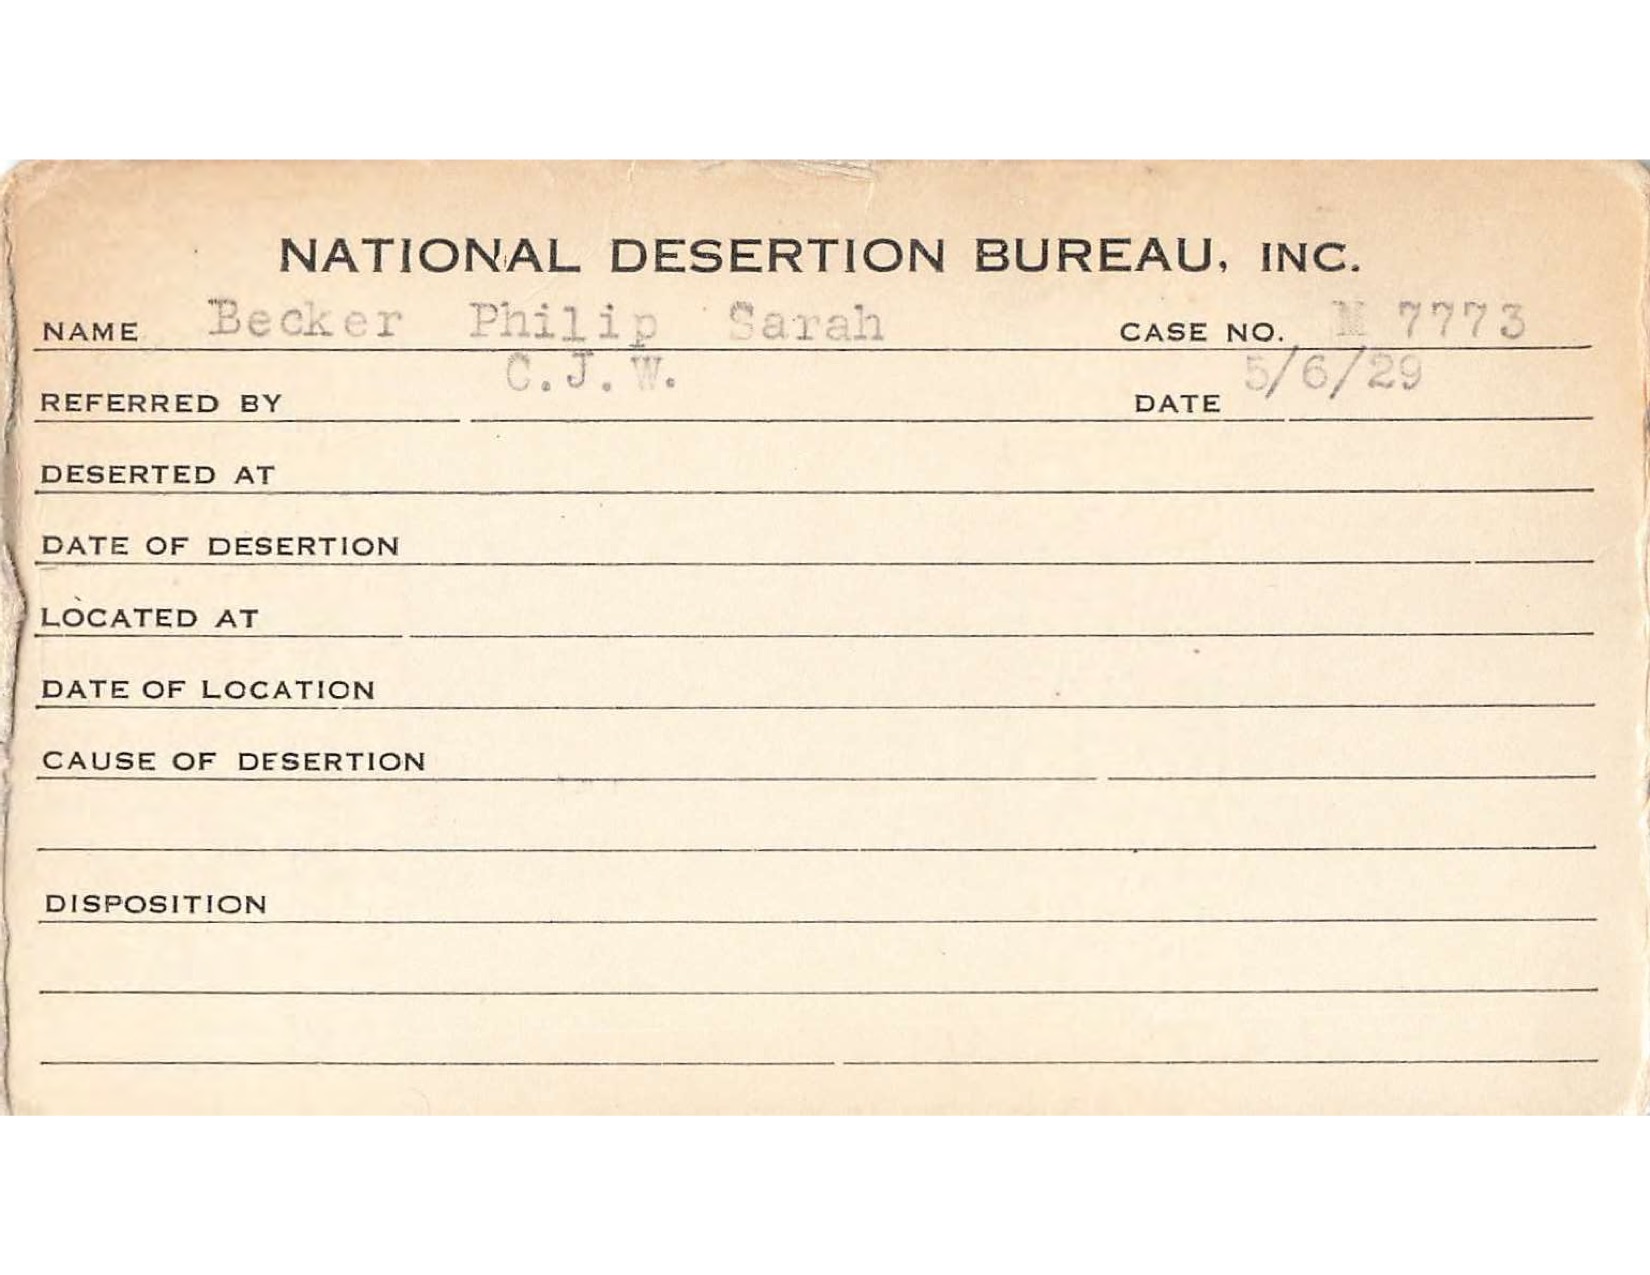 NATIONAL DESERTION BUREAU, INC.
NAME Becker Philip Sarah CASE NO. M 7773
REFERRED BY C.J.W. DATE 5/6/29
DESERTED AT
DATE OF DESERTION
LOCATED AT
DATE OF LOCATION
CAUSE OF DESERTION
DISPOSITION